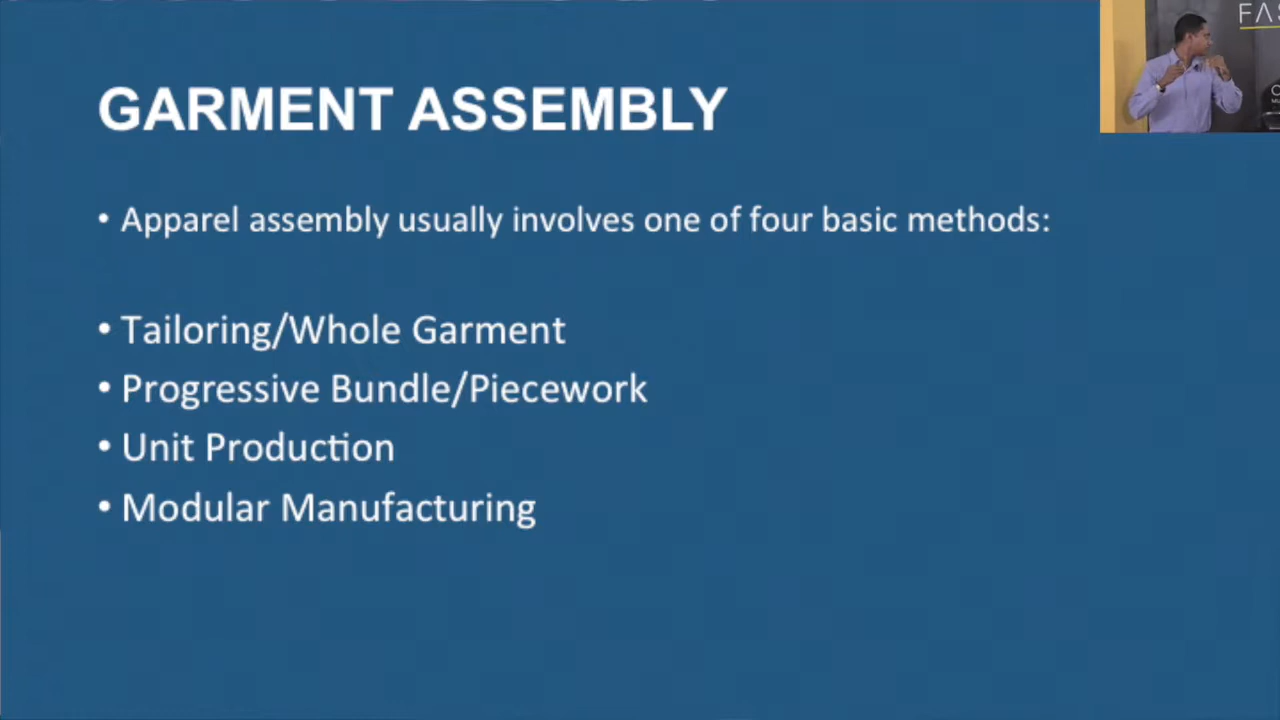 GARMENT ASSEMBLY
• Apparel assembly usually involves one of four basic methods:
• Tailoring/Whole Garment
• Progressive Bundle/Piecework
• Unit Production
• Modular Manufacturing
FAS